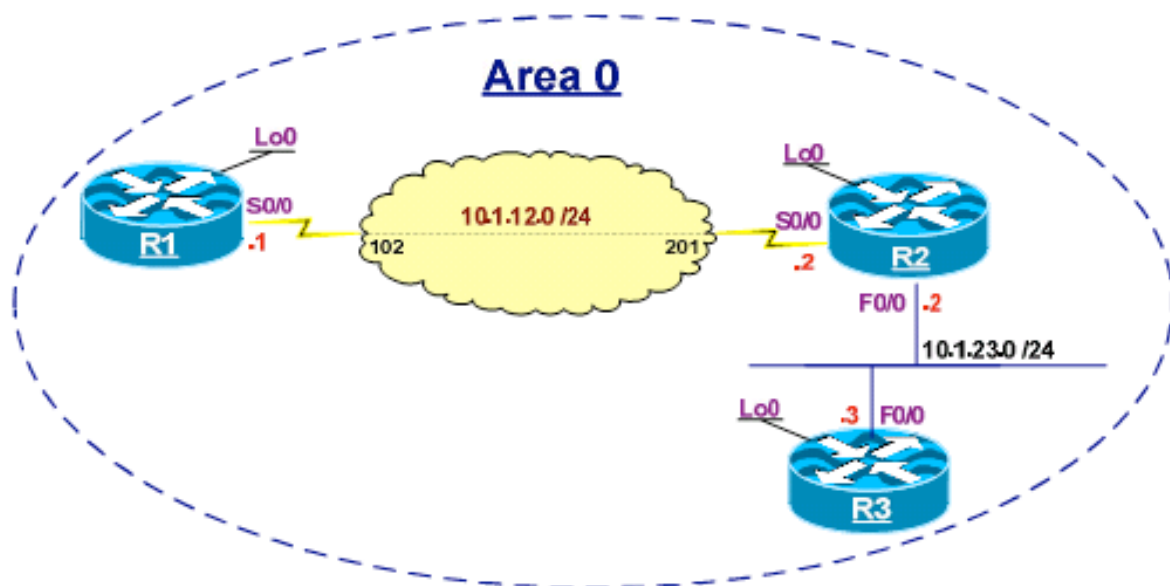 Area 0
Lo0
Lo0
S0/0
10.1.12.0 /24
S0/0
R1
.1
102
201
.2
R2
F0/0
.2
10.1.23.0 /24
Lo0
.3
F0/0
R3